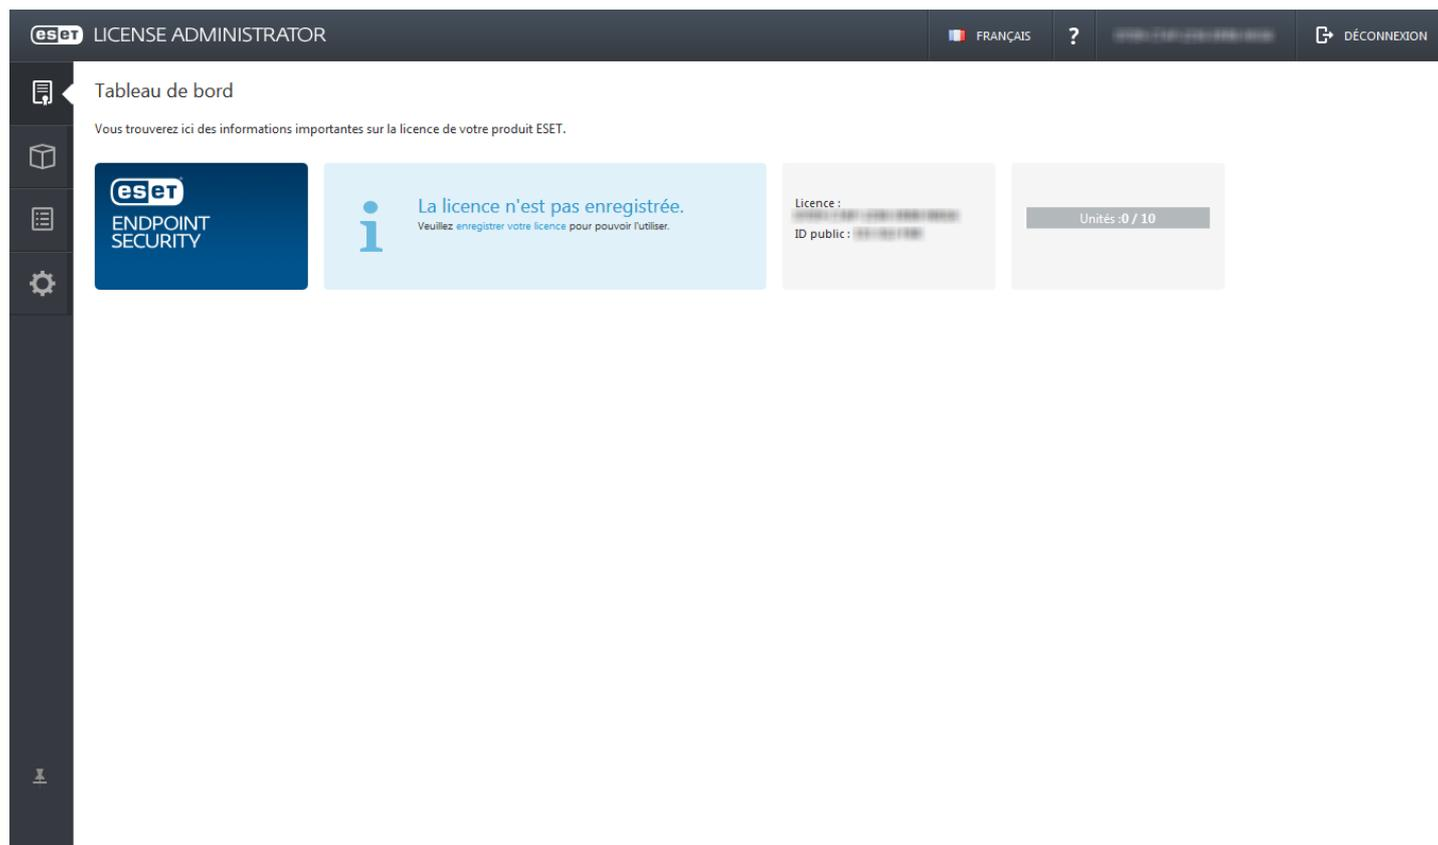 eset LICENSE ADMINISTRATOR
FRANÇAIS
?
DÉCONNEXION
Tableau de bord
Vous trouverez ici des informations importantes sur la licence de votre produit ESET.
eset
ENDPOINT
SECURITY
La licence n'est pas enregistrée.
Veuillez enregistrer votre licence pour pouvoir l'utiliser.
Licence :
ID public :
Unités :0 / 10